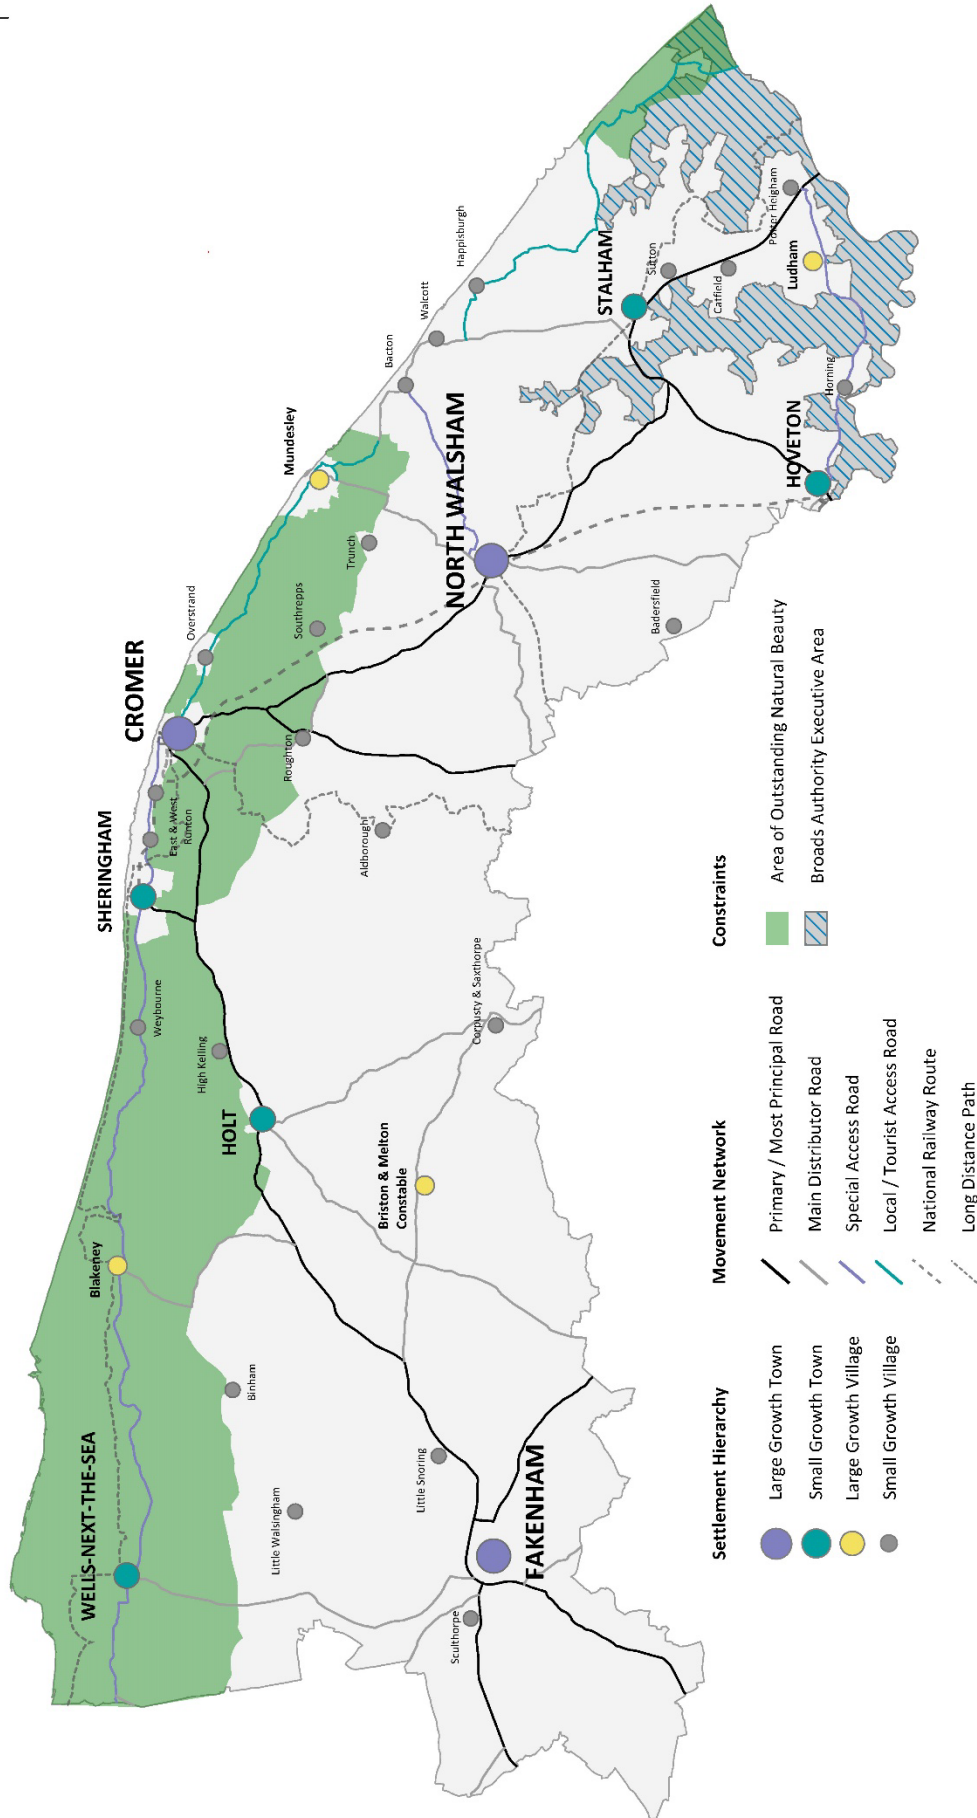 WELLS-NEXT-THE-SEA
Blakeney
Weybourne
SHERINGHAM
East & West
Runton
CROMER
Overstrand
Mundesley
Bacton
Walcott
Happisburgh
Binham
HOLT
High Kelling
Roughton
Southrepps
Trunch
Little Walsingham
Briston & Melton
Constable
Aldborough
NORTH WALSHAM
STALHAM
Sutton
Catfield
Potter Heigham
Ludham
Little Snoring
Corpusty & Saxthorpe
Sculthorpe
FAKENHAM
Badersfield
HOVETON
Horning
Settlement Hierarchy
Large Growth Town
Small Growth Town
Large Growth Village
Small Growth Village
Movement Network
Primary / Most Principal Road
Main Distributor Road
Special Access Road
Local / Tourist Access Road
National Railway Route
Long Distance Path
Constraints
Area of Outstanding Natural Beauty
Broads Authority Executive Area